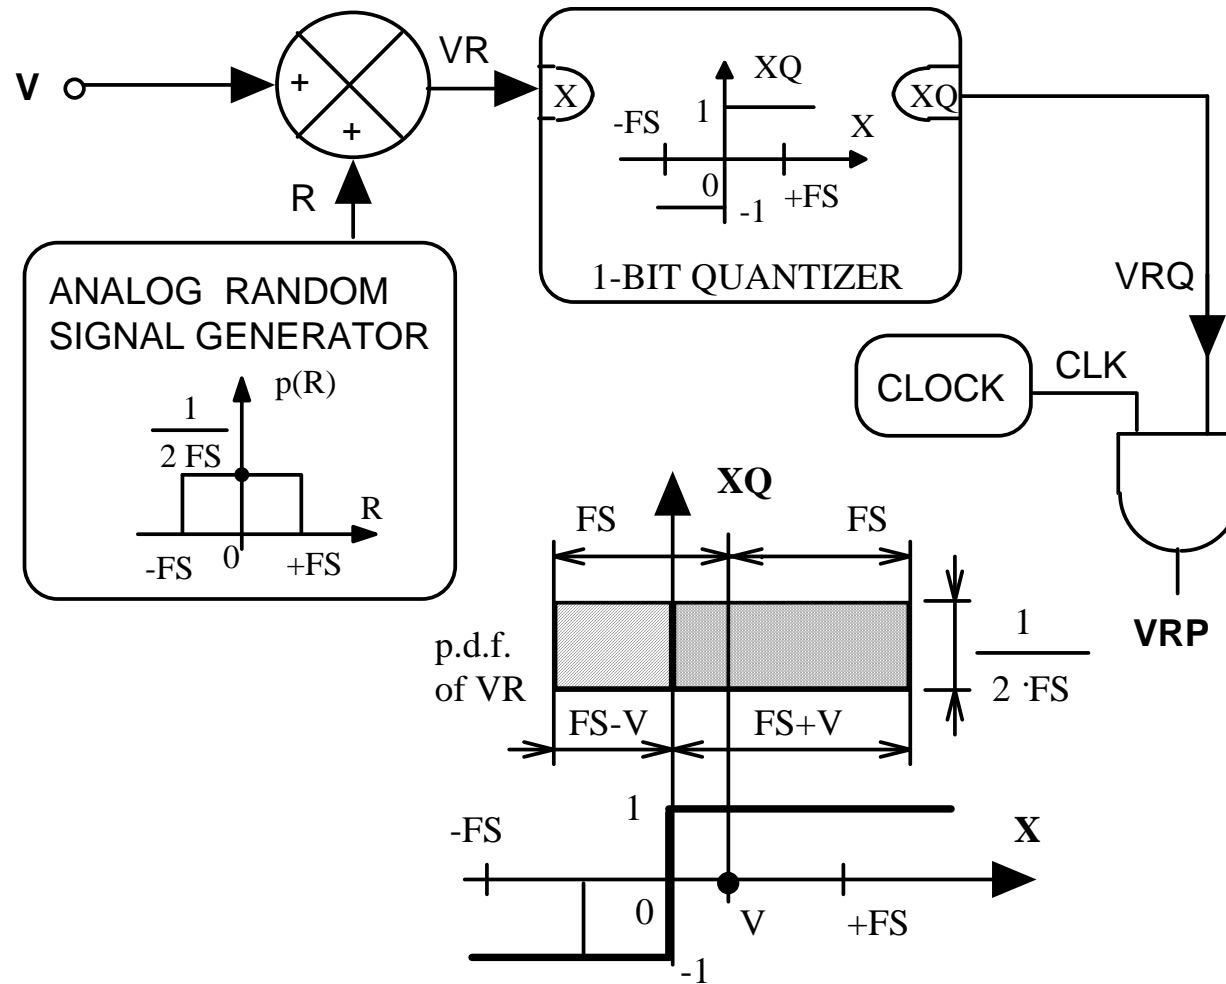 V
+
+
VR
R
X
XQ
1
-FS
X
0
-1
+FS
XQ
1-BIT QUANTIZER
ANALOG RANDOM
SIGNAL GENERATOR
p(R)
1
2 FS
R
-FS
0
+FS
VRQ
CLOCK
CLK
VRP
XQ
FS
FS
p.d.f.
of VR
1
2 ·FS
FS-V
FS+V
1
-FS
X
0
V
+FS
-1